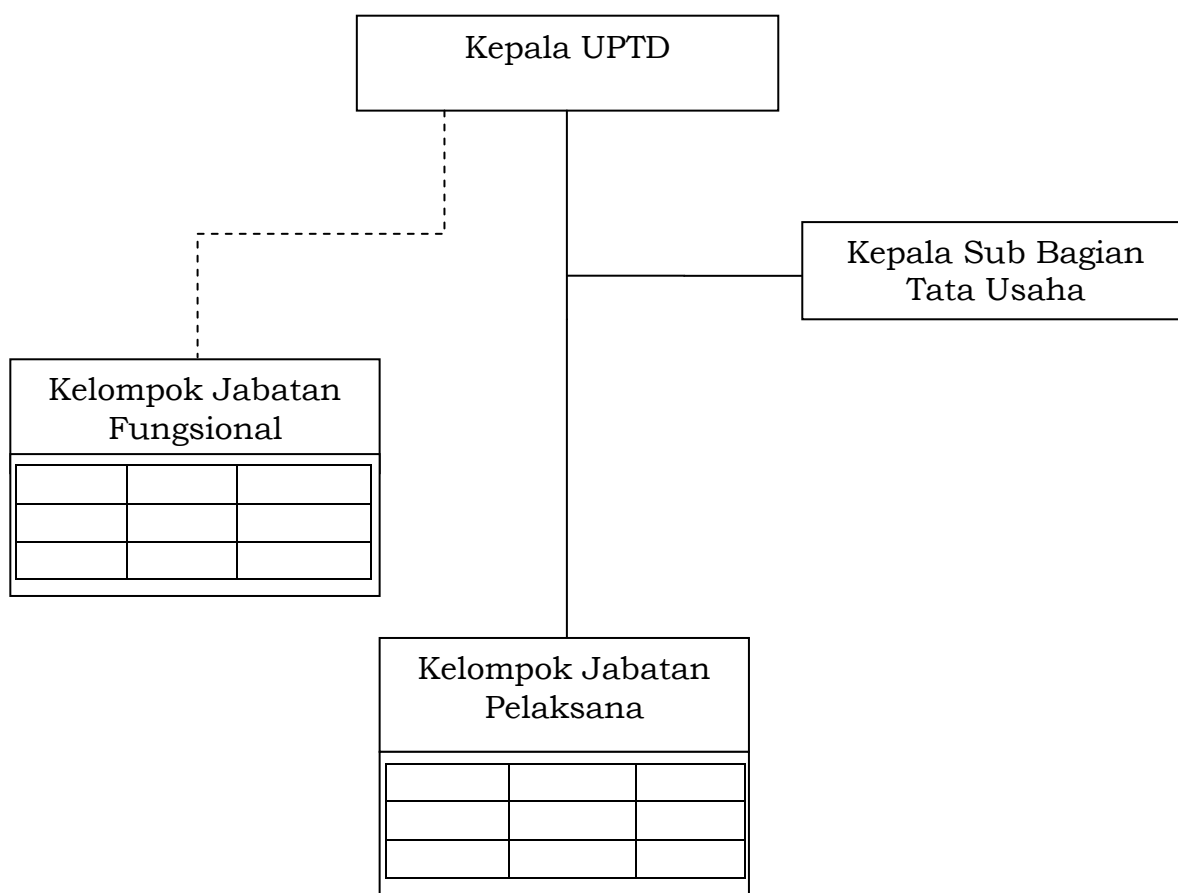 Kepala UPTD
Kepala Sub Bagian
Tata Usaha
Kelompok Jabatan
Fungsional
Kelompok Jabatan
Pelaksana